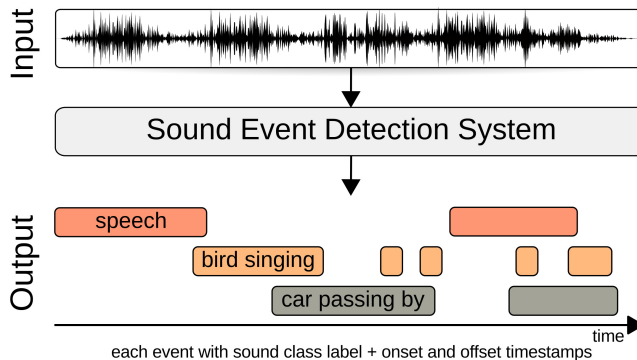 Input
Sound Event Detection System
Output
speech
bird singing
car passing by
time
each event with sound class label + onset and offset timestamps